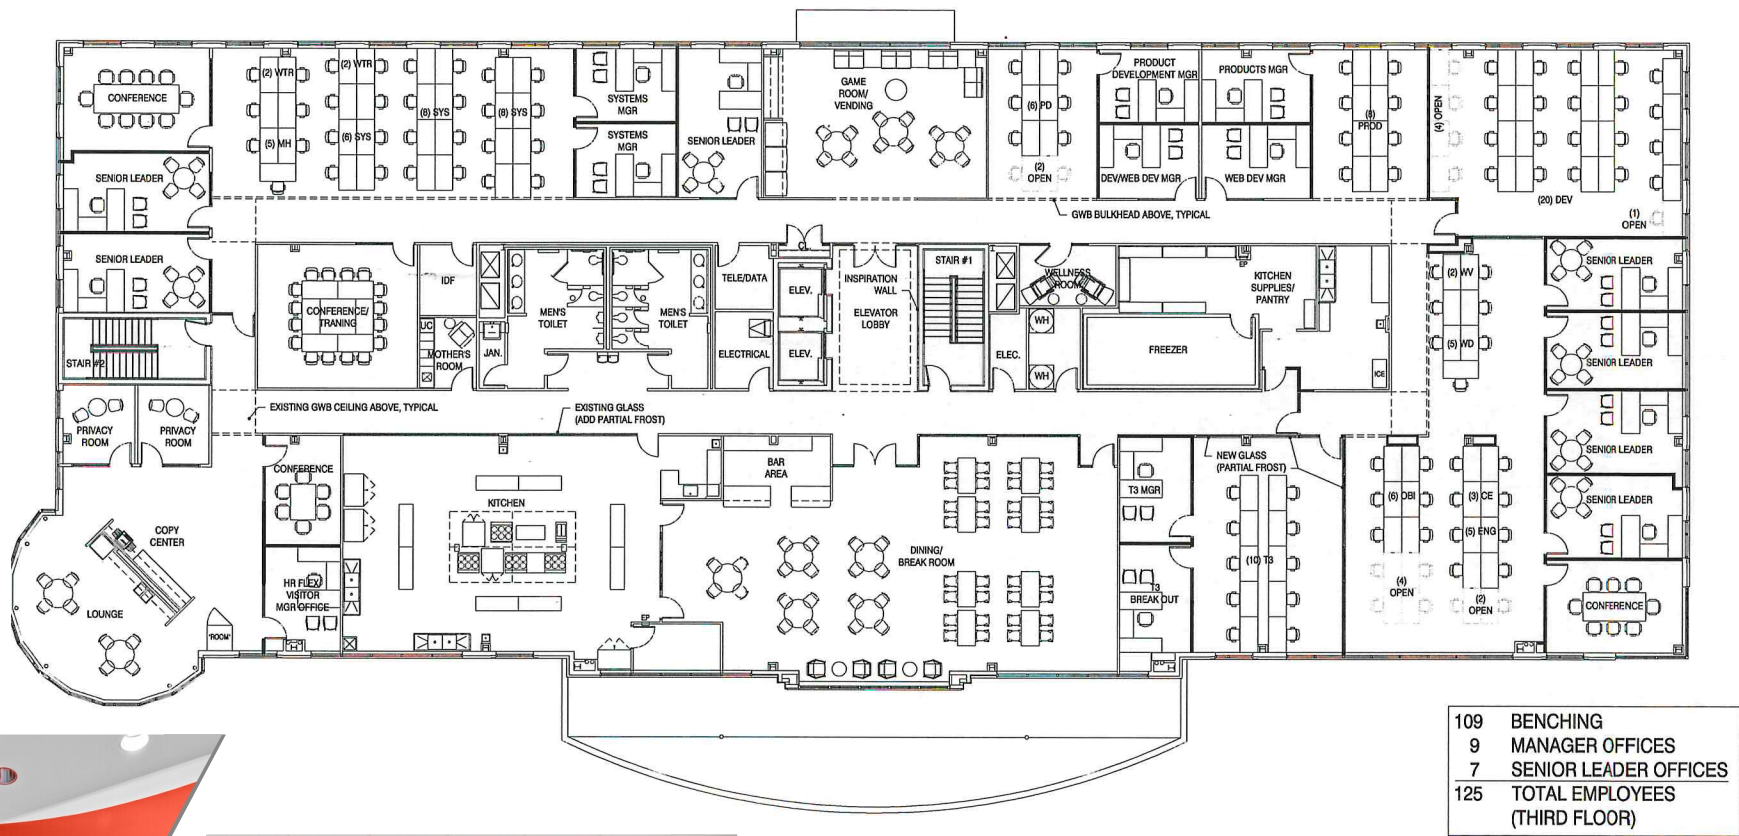 CONFERENCE
(2) WTR
(5) MH
(2) WTR
(6) SYS
(8) SYS
(8) SYS
SYSTEMS
MGR
SYSTEMS
MGR
SENIOR LEADER
GAME
ROOM/
VENDING
(6) PD
(2)
OPEN
PRODUCT
DEVELOPMENT MGR
PRODUCTS MGR
DEV/WEB DEV MGR
WEB DEV MGR
(8)
PROD
(4) OPEN
(20) DEV
(1)
OPEN
SENIOR LEADER
SENIOR LEADER
GWB BULKHEAD ABOVE, TYPICAL
CONFERENCE/
TRANING
IDF
UC
MOTHER'S
ROOM
JAN.
MEN'S
TOILET
MEN'S
TOILET
TELE/DATA
ELECTRICAL
CL.
ELEV.
ELEV.
INSPIRATION
WALL
ELEVATOR
LOBBY
STAIR #1
WELLNESS
ROOM
ELEC.
WH
WH
EP
KITCHEN
SUPPLIES/
PANTRY
FREEZER
ICE
(2) WV
(5) WD
SENIOR LEADER
SENIOR LEADER
SENIOR LEADER
SENIOR LEADER
CONFERENCE
STAIR #2
PRIVACY
ROOM
PRIVACY
ROOM
EXISTING GWB CEILING ABOVE, TYPICAL
EXISTING GLASS
(ADD PARTIAL FROST)
CONFERENCE
KITCHEN
BAR
AREA
DINING/
BREAK ROOM
T3 MGR
T3
BREAK OUT
NEW GLASS
(PARTIAL FROST)
(10) T3
(6) OBI
(4)
OPEN
(3) CE
(5) ENG
(2)
OPEN
COPY
CENTER
LOUNGE
"ROOM"
HR FLEX/
VISITOR
MGR OFFICE
EP
109 BENCHING
9 MANAGER OFFICES
7 SENIOR LEADER OFFICES
125 TOTAL EMPLOYEES
(THIRD FLOOR)